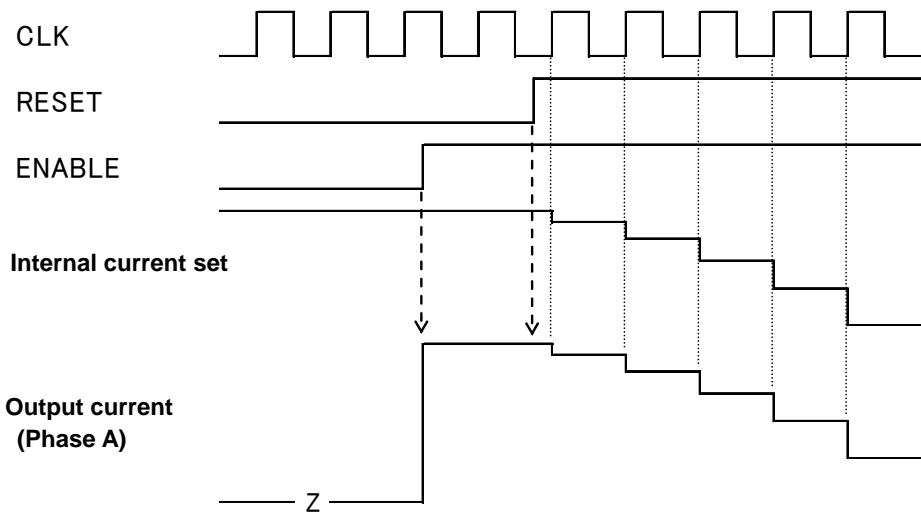 CLK
RESET
ENABLE
Internal current set
Output current
(Phase A)
Z